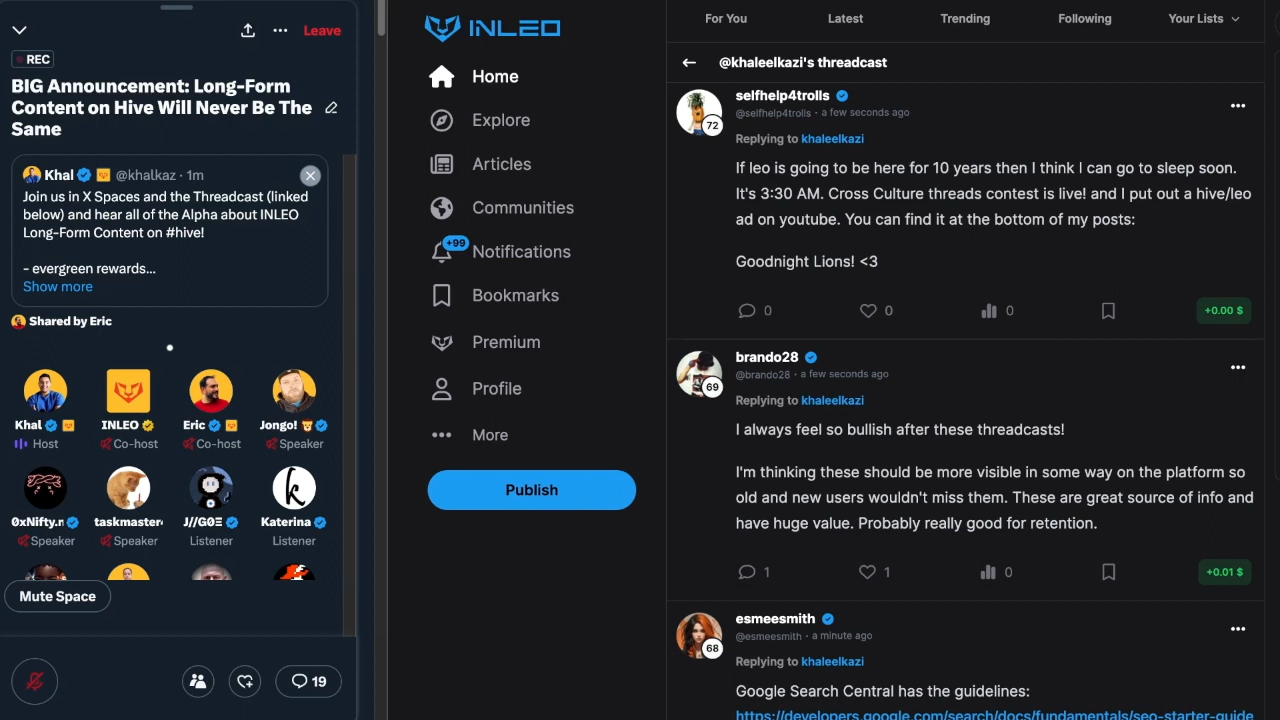 Leave
REC
BIG Announcement: Long-Form
Content on Hive Will Never Be The
Same
Khal @khalkaz · 1m
Join us in X Spaces and the Threadcast (linked
below) and hear all of the Alpha about INLEO
Long-Form Content on #hive!
- evergreen rewards...
Show more
Shared by Eric
Khal
Host
INLEO
Co-host
Eric
Co-host
Jongo!
Speaker
0xNifty.n
Speaker
taskmaster
Speaker
J//GΘΞ
Listener
Katerina
Listener
Mute Space
19
INLEO
Home
Explore
Articles
Communities
+99
Notifications
Bookmarks
Premium
Profile
More
Publish
For You
Latest
Trending
Following
Your Lists
@khaleelkazi's threadcast
72
selfhelp4trolls
@selfhelp4trolls · a few seconds ago
Replying to khaleelkazi
If leo is going to be here for 10 years then I think I can go to sleep soon.
It's 3:30 AM. Cross Culture threads contest is live! and I put out a hive/leo
ad on youtube. You can find it at the bottom of my posts:
Goodnight Lions! <3
0
0
0
+0.00 $
69
brando28
@brando28 · a few seconds ago
Replying to khaleelkazi
I always feel so bullish after these threadcasts!
I'm thinking these should be more visible in some way on the platform so
old and new users wouldn't miss them. These are great source of info and
have huge value. Probably really good for retention.
1
1
0
+0.01 $
68
esmeesmith
@esmeesmith · a minute ago
Replying to khaleelkazi
Google Search Central has the guidelines:
https://developers.google.com/search/docs/fundamentals/seo-starter-guide